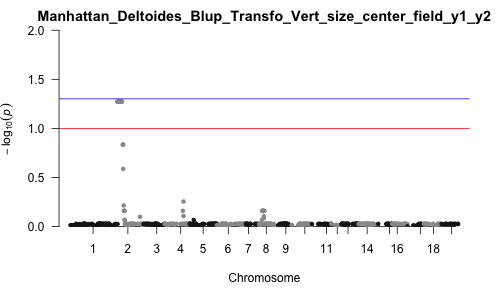 Manhattan_Deltoides_Blup_Transfo_Vert_size_center_field_y1_y2
2.0
1.5
1.0
0.5
0.0
− log10(p)
1 2 3 4 5 6 7 8 9 11 14 16 18
Chromosome